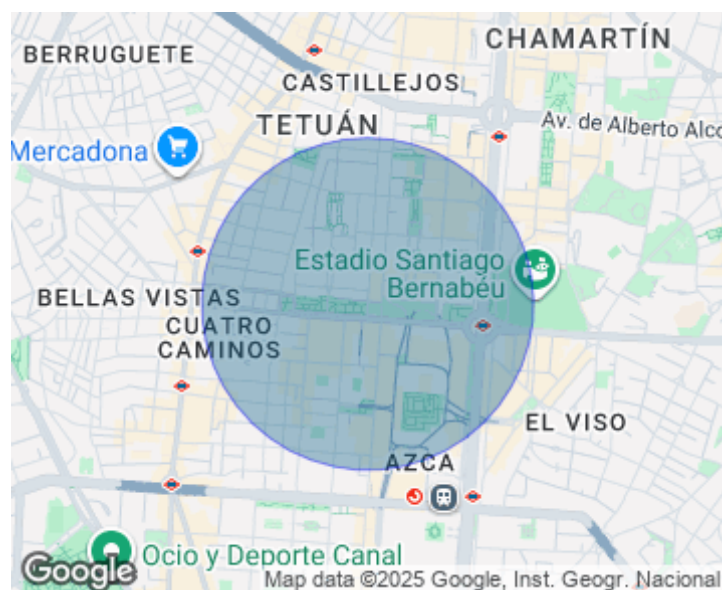 CHAMARTÍN
BERRUGUETE
CASTILLEJOS
TETUÁN
Av. de Alberto Alco
Mercadona
Estadio Santiago
Bernabéu
BELLAS VISTAS
CUATRO
CAMINOS
EL VISO
AZCA
Ocio y Deporte Canal
Google
Map data ©2025 Google, Inst. Geogr. Nacional